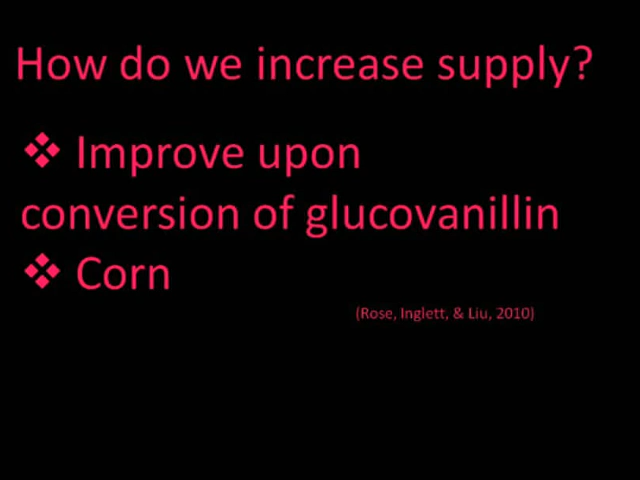 How do we increase supply?
❖ Improve upon
conversion of glucovanillin
❖ Corn
(Rose, Inglett, & Liu, 2010)